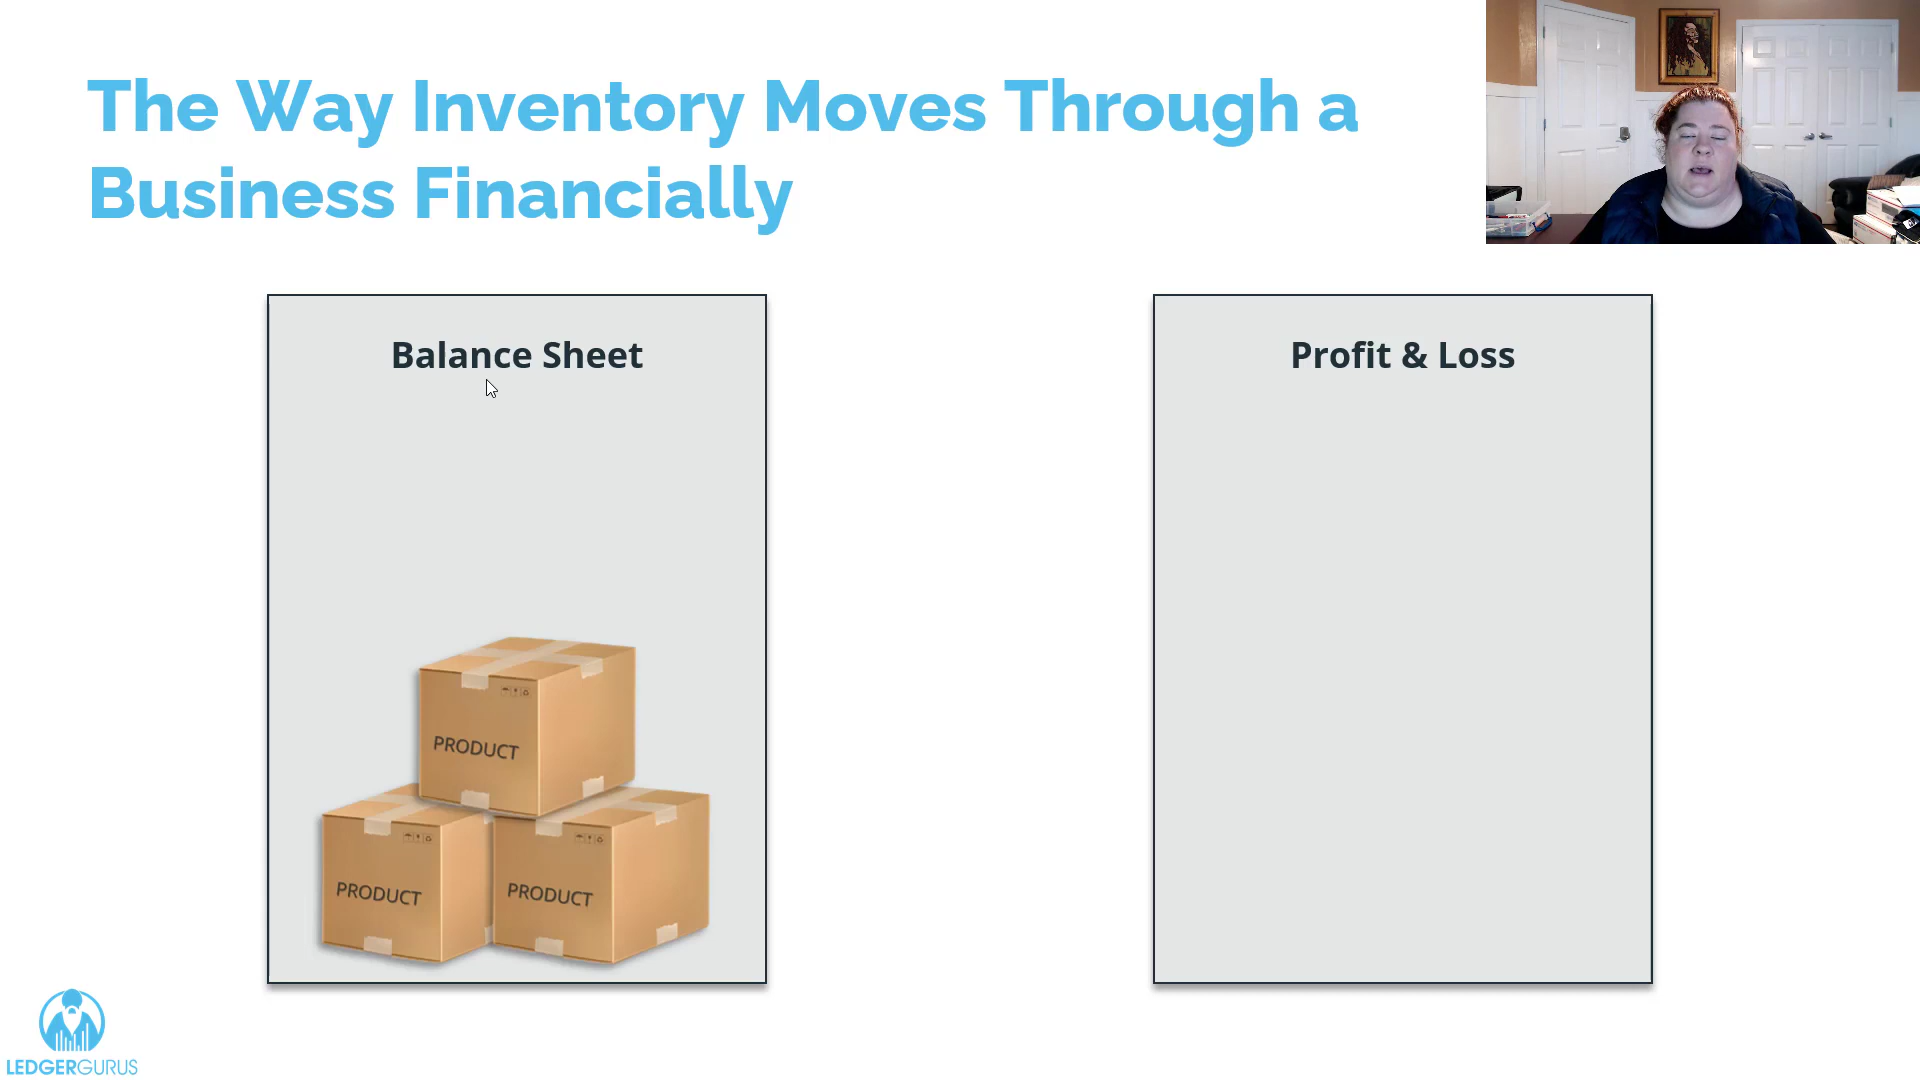 The Way Inventory Moves Through a
Business Financially
Balance Sheet
Profit & Loss
PRODUCT
PRODUCT
PRODUCT
LEDGERGURUS